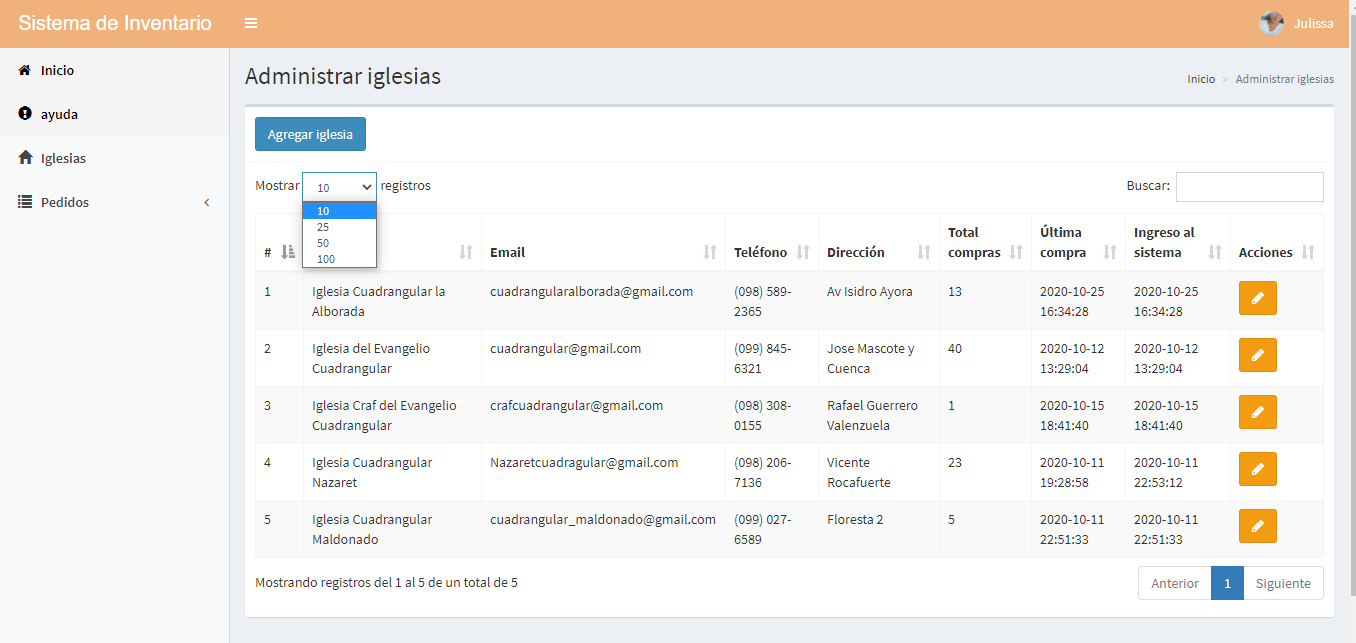 Sistema de Inventario
Julissa
Inicio
ayuda
Iglesias
Pedidos
Administrar iglesias
Inicio > Administrar iglesias
Agregar iglesia
Mostrar 10 registros
10
25
50
100
Buscar:
# Email Teléfono Dirección Total compras Última compra Ingreso al sistema Acciones
1 Iglesia Cuadrangular la Alborada cuadrangularalborada@gmail.com (098) 589-2365 Av Isidro Ayora 13 2020-10-25 16:34:28 2020-10-25 16:34:28
2 Iglesia del Evangelio Cuadrangular cuadrangular@gmail.com (099) 845-6321 Jose Mascote y Cuenca 40 2020-10-12 13:29:04 2020-10-12 13:29:04
3 Iglesia Craf del Evangelio Cuadrangular crafcuadrangular@gmail.com (098) 308-0155 Rafael Guerrero Valenzuela 1 2020-10-15 18:41:40 2020-10-15 18:41:40
4 Iglesia Cuadrangular Nazaret Nazaretcuadragular@gmail.com (098) 206-7136 Vicente Rocafuerte 23 2020-10-11 19:28:58 2020-10-11 22:53:12
5 Iglesia Cuadrangular Maldonado cuadrangular_maldonado@gmail.com (099) 027-6589 Floresta 2 5 2020-10-11 22:51:33 2020-10-11 22:51:33
Mostrando registros del 1 al 5 de un total de 5
Anterior 1 Siguiente